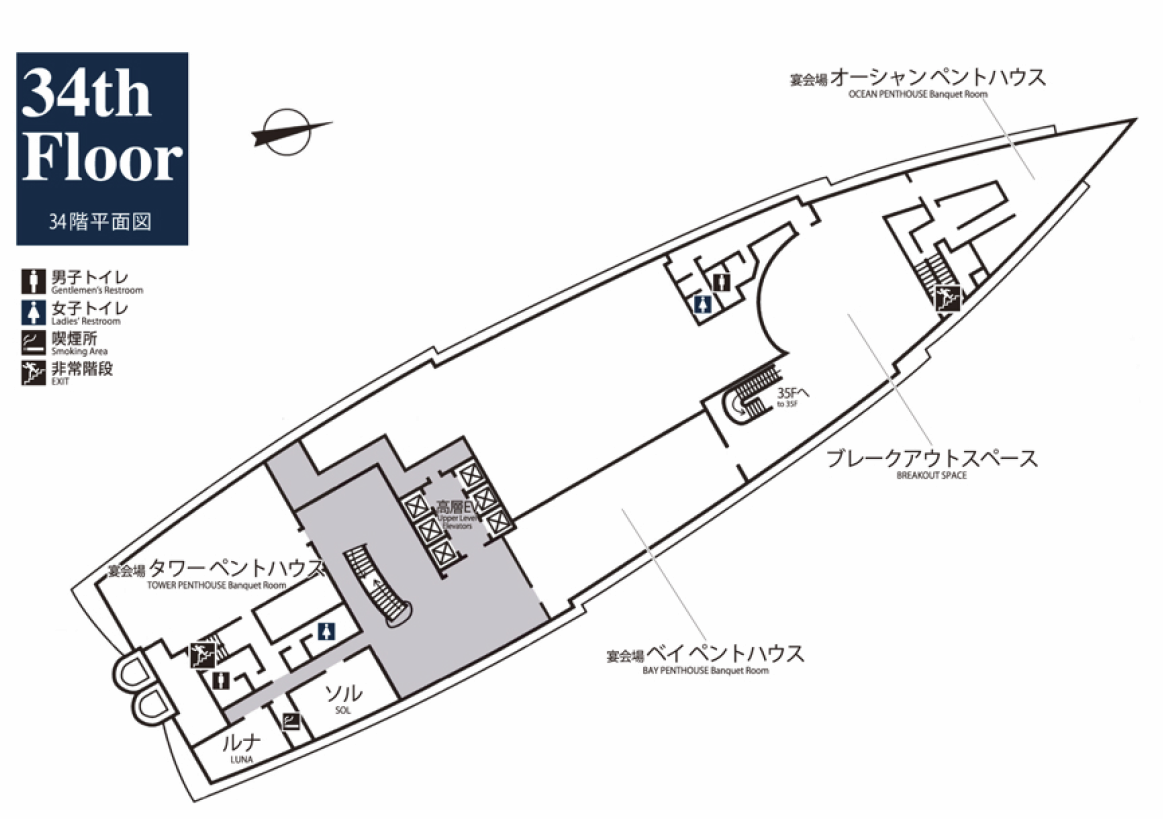 34th
Floor
34階平面図
男子トイレ
Gentlemen's Restroom
女子トイレ
Ladies' Restroom
喫煙所
Smoking Area
非常階段
EXIT
宴会場 オーシャン ペントハウス
OCEAN PENTHOUSE Banquet Room
35Fへ
to 35F
ブレークアウトスペース
BREAKOUT SPACE
高層EV
Upper Level
Elevators
宴会場 タワー ペントハウス
TOWER PENTHOUSE Banquet Room
宴会場 ベイ ペントハウス
BAY PENTHOUSE Banquet Room
ソル
SOL
ルナ
LUNA